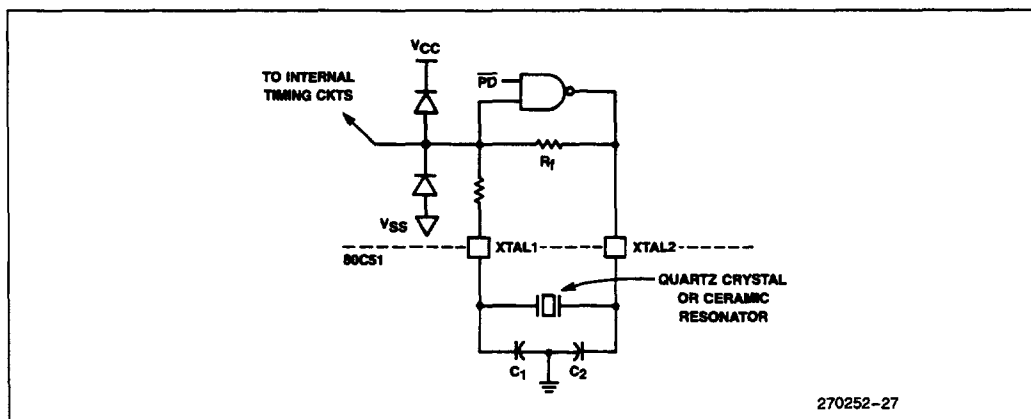 VCC
TO INTERNAL
TIMING CKTS
PD
Rf
VSS
XTAL1
XTAL2
80C51
QUARTZ CRYSTAL
OR CERAMIC
RESONATOR
C1
C2
270252-27